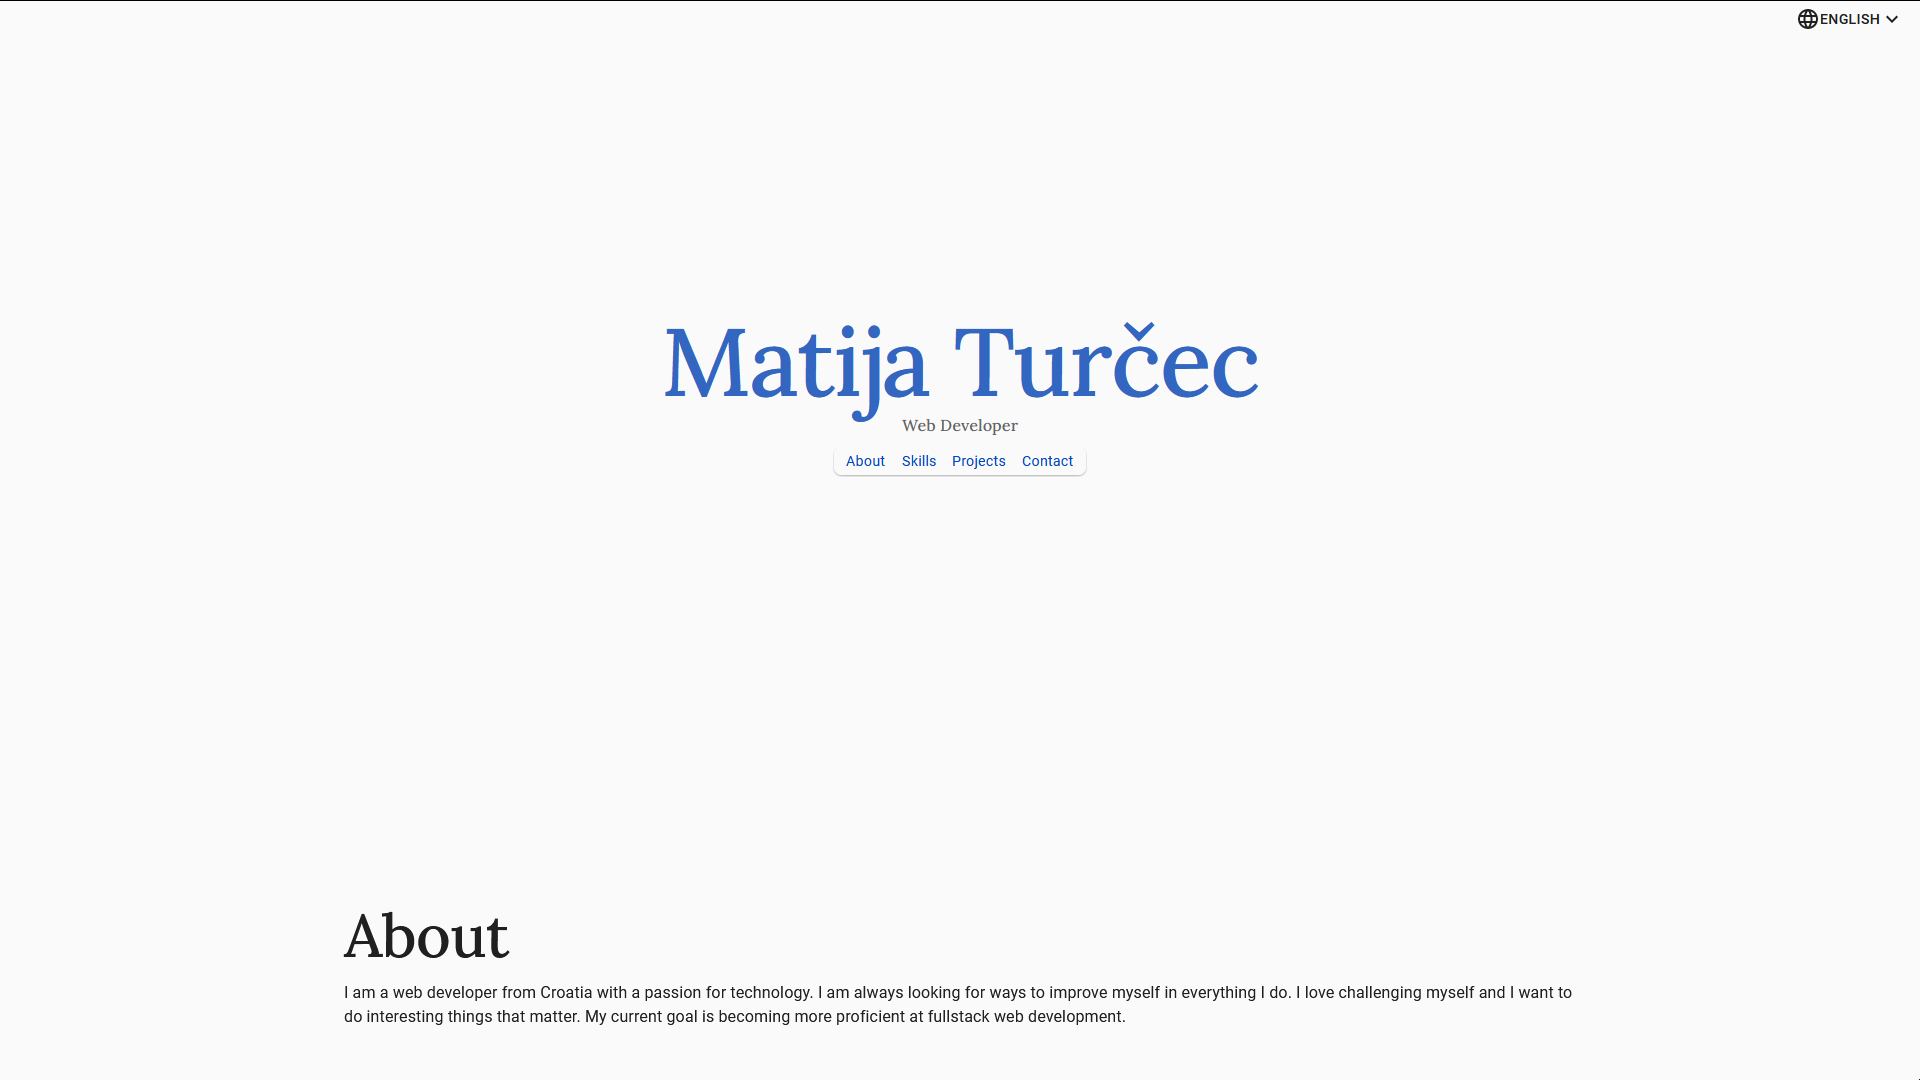 ENGLISH
Matija Turčec
Web Developer
About Skills Projects Contact
About
I am a web developer from Croatia with a passion for technology. I am always looking for ways to improve myself in everything I do. I love challenging myself and I want to
do interesting things that matter. My current goal is becoming more proficient at fullstack web development.